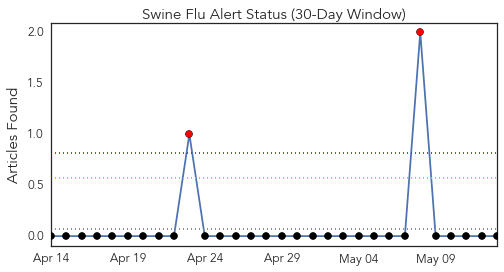 Swine Flu Alert Status (30-Day Window)
Articles Found
2.0
1.5
1.0
0.5
0.0
Apr 14 Apr 19 Apr 24 Apr 29 May 04 May 09